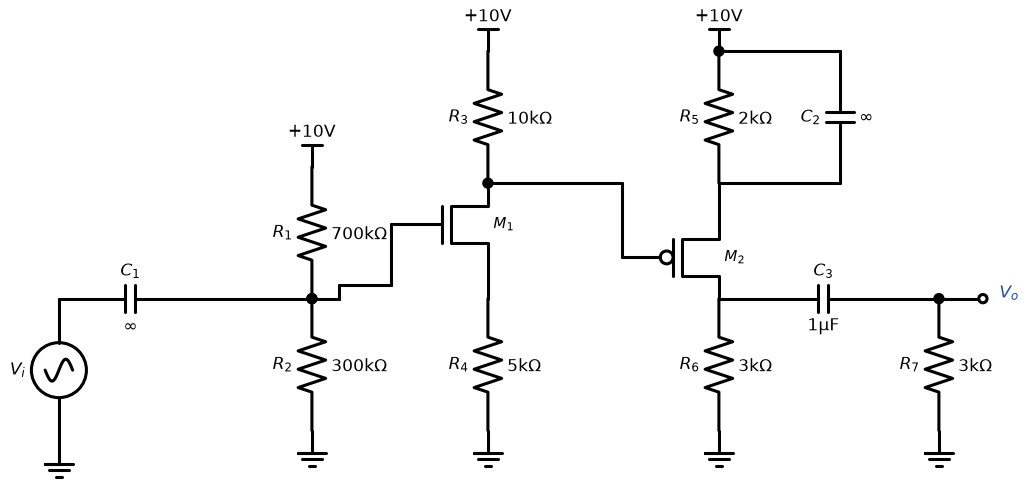 +10V
+10V
R₃
10kΩ
R₅
2kΩ
C₂
∞
+10V
R₁
700kΩ
M₁
M₂
C₁
∞
C₃
1µF
Vₒ
Vᵢ
R₂
300kΩ
R₄
5kΩ
R₆
3kΩ
R₇
3kΩ